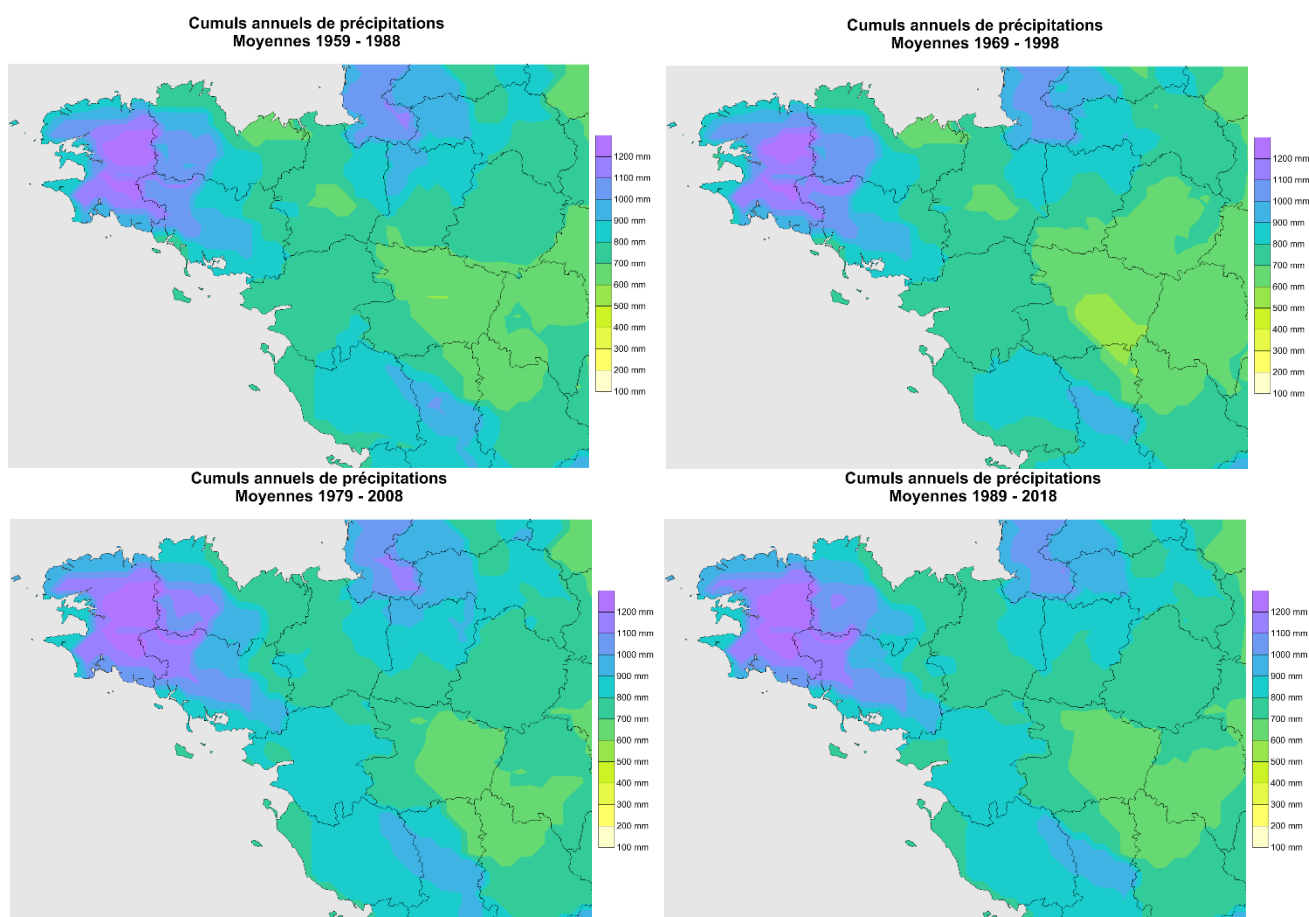 Cumuls annuels de précipitations
Moyennes 1959 - 1988
1200 mm
1100 mm
1000 mm
900 mm
800 mm
700 mm
600 mm
500 mm
400 mm
300 mm
200 mm
100 mm
Cumuls annuels de précipitations
Moyennes 1969 - 1998
1200 mm
1100 mm
1000 mm
900 mm
800 mm
700 mm
600 mm
500 mm
400 mm
300 mm
200 mm
100 mm
Cumuls annuels de précipitations
Moyennes 1979 - 2008
1200 mm
1100 mm
1000 mm
900 mm
800 mm
700 mm
600 mm
500 mm
400 mm
300 mm
200 mm
100 mm
Cumuls annuels de précipitations
Moyennes 1989 - 2018
1200 mm
1100 mm
1000 mm
900 mm
800 mm
700 mm
600 mm
500 mm
400 mm
300 mm
200 mm
100 mm